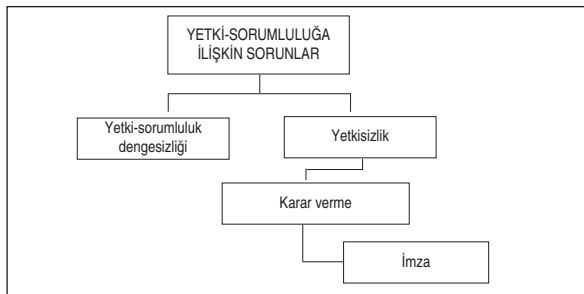 YETKİ-SORUMLULUĞA
İLİŞKİN SORUNLAR
Yetki-sorumluluk
dengesizliği
Yetkisizlik
Karar verme
İmza